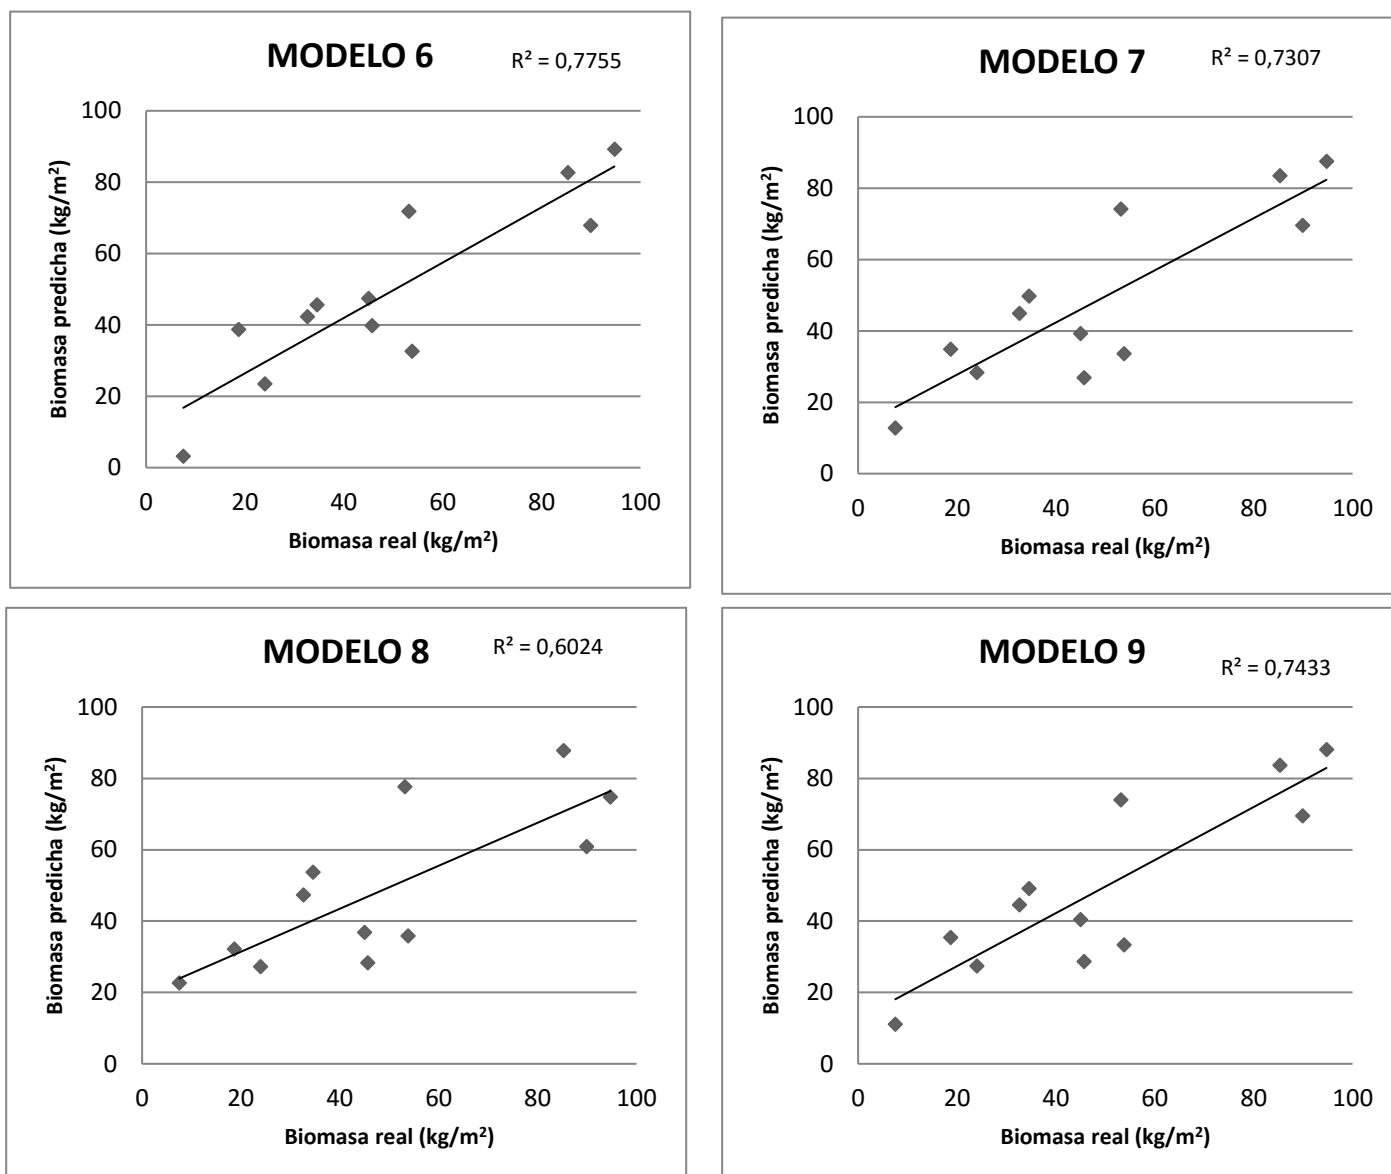 MODELO 6
R² = 0,7755
100
80
60
40
20
0
Biomasa predicha (kg/m²)
0 20 40 60 80 100
Biomasa real (kg/m²)
MODELO 7
R² = 0,7307
100
80
60
40
20
0
Biomasa predicha (kg/m²)
0 20 40 60 80 100
Biomasa real (kg/m²)
MODELO 8
R² = 0,6024
100
80
60
40
20
0
Biomasa predicha (kg/m²)
0 20 40 60 80 100
Biomasa real (kg/m²)
MODELO 9
R² = 0,7433
100
80
60
40
20
0
Biomasa predicha (kg/m²)
0 20 40 60 80 100
Biomasa real (kg/m²)